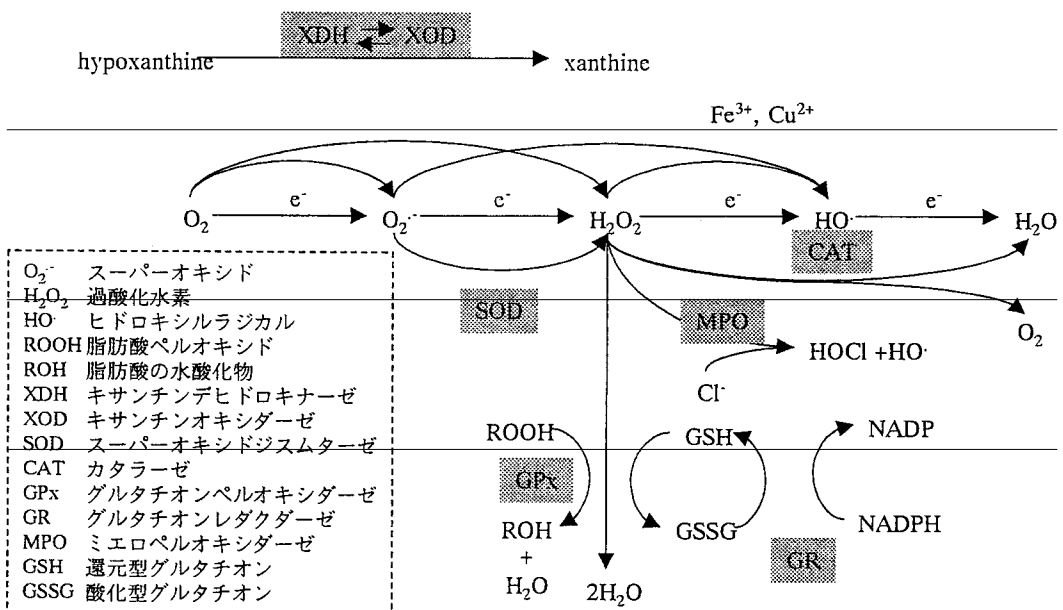 XDH XOD
hypoxanthine xanthine
Fe³⁺, Cu²⁺
e⁻ e⁻ e⁻ e⁻
O₂ O₂·⁻ H₂O₂ HO· H₂O
CAT
SOD MPO O₂
HOCl +HO·
Cl⁻
ROOH GSH NADP
GPx
ROH GSSG NADPH
+
H₂O 2H₂O GR
O₂·⁻ スーパーオキシド
H₂O₂ 過酸化水素
HO· ヒドロキシルラジカル
ROOH 脂肪酸ペルオキシド
ROH 脂肪酸の水酸化物
XDH キサンチンデヒドロキナーゼ
XOD キサンチンオキシダーゼ
SOD スーパーオキシドジスムターゼ
CAT カタラーゼ
GPx グルタチオンペルオキシダーゼ
GR グルタチオンレダクダーゼ
MPO ミエロペルオキシダーゼ
GSH 還元型グルタチオン
GSSG 酸化型グルタチオン